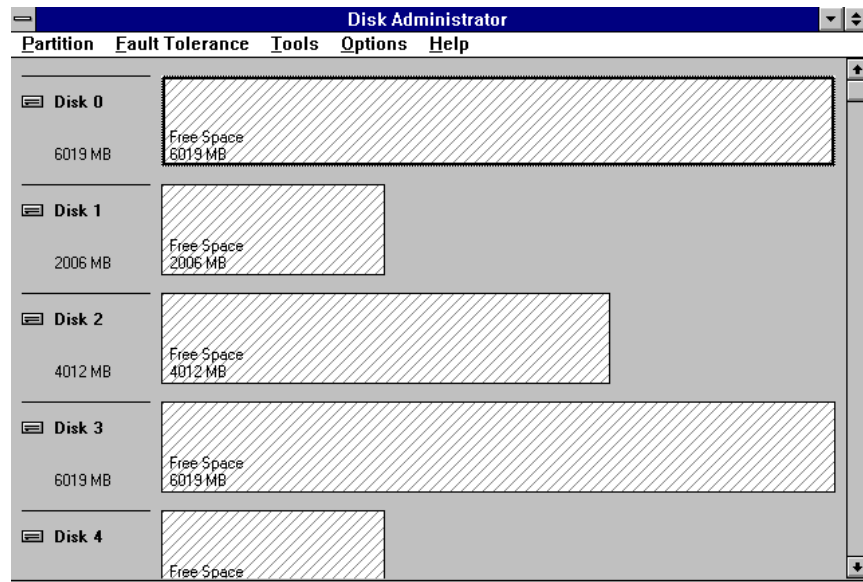 Disk Administrator
Partition Fault Tolerance Tools Options Help
Disk 0
6019 MB
Free Space
6019 MB
Disk 1
2006 MB
Free Space
2006 MB
Disk 2
4012 MB
Free Space
4012 MB
Disk 3
6019 MB
Free Space
6019 MB
Disk 4
Free Space